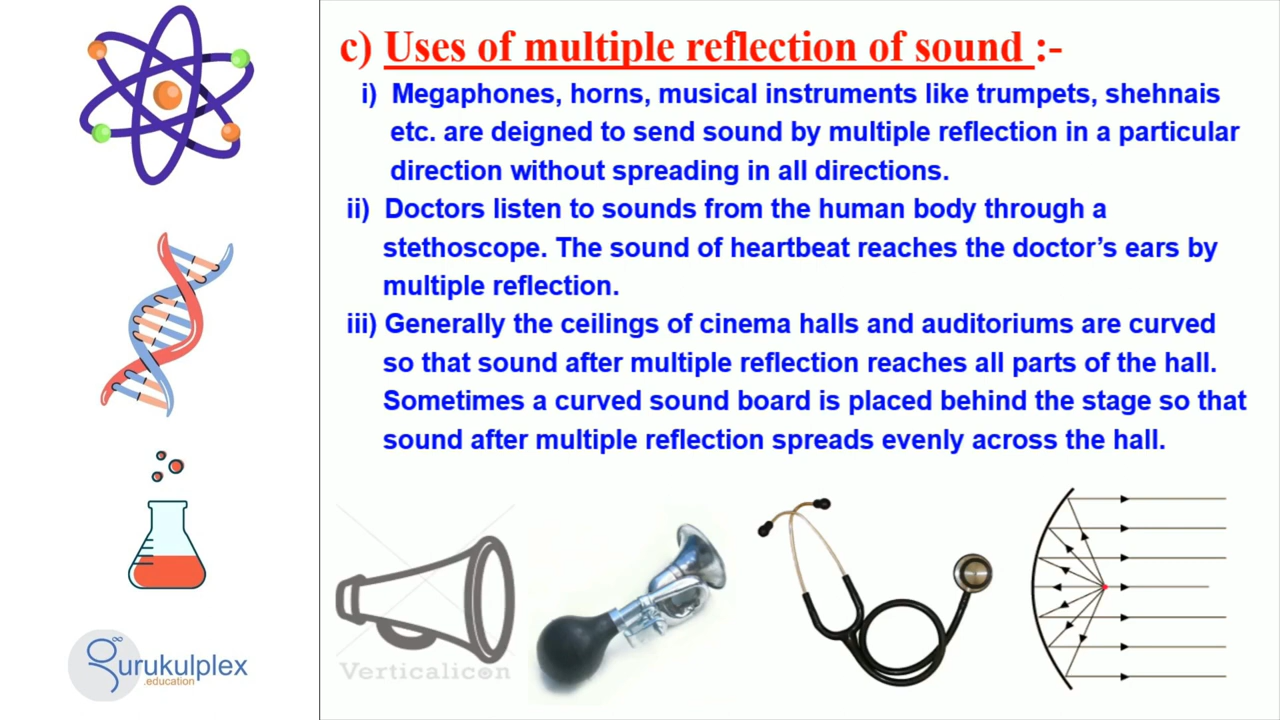 c) Uses of multiple reflection of sound :-
i) Megaphones, horns, musical instruments like trumpets, shehnais
etc. are deigned to send sound by multiple reflection in a particular
direction without spreading in all directions.
ii) Doctors listen to sounds from the human body through a
stethoscope. The sound of heartbeat reaches the doctor’s ears by
multiple reflection.
iii) Generally the ceilings of cinema halls and auditoriums are curved
so that sound after multiple reflection reaches all parts of the hall.
Sometimes a curved sound board is placed behind the stage so that
sound after multiple reflection spreads evenly across the hall.
Verticalicon
gurukulplex
.education